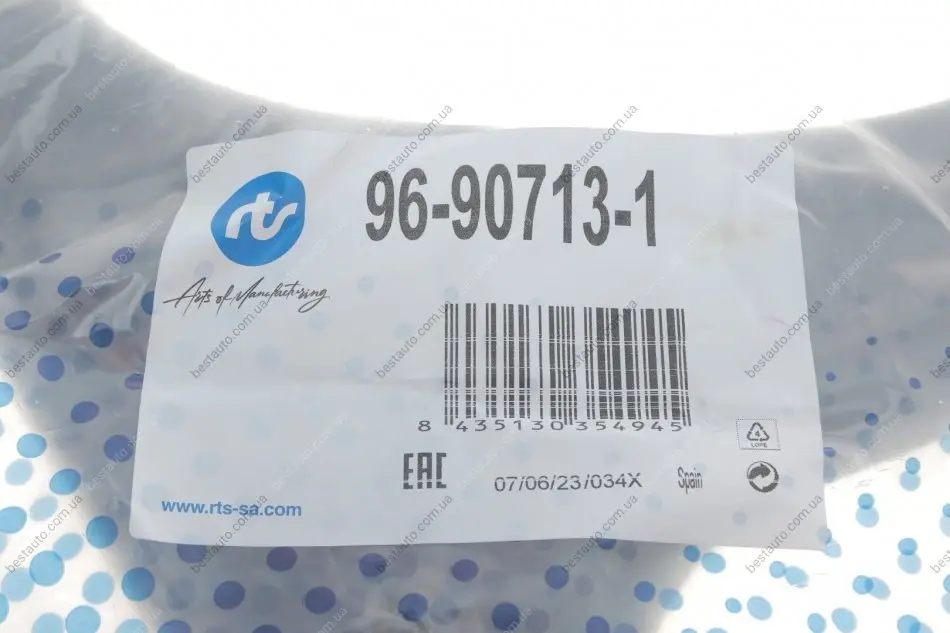 rts
96-90713-1
Arts of Manufacturing
8 435130 354945
4
LDPE
EAC
07/06/23/034X
Spain
www.rts-sa.com
bestauto.com.ua